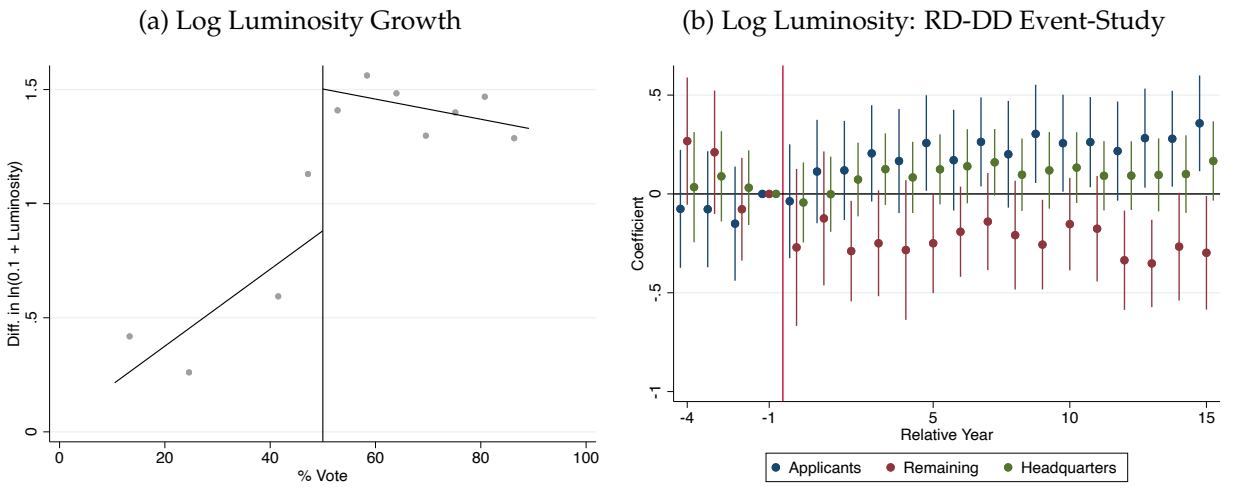 (a) Log Luminosity Growth
Diff. in ln(0.1 + Luminosity)
1.5
1
.5
0
0 20 40 60 80 100
% Vote
(b) Log Luminosity: RD-DD Event-Study
Coefficient
.5
0
-.5
-1
-4 -1 5 10 15
Relative Year
Applicants Remaining Headquarters